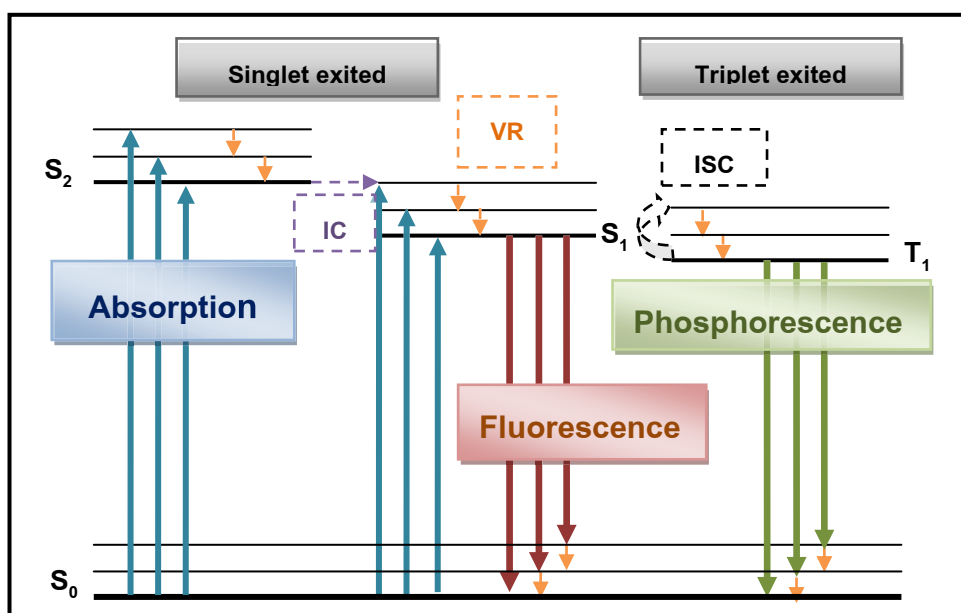 Singlet exited
Triplet exited
VR
ISC
S₂
IC
S₁
T₁
Absorption
Phosphorescence
Fluorescence
S₀